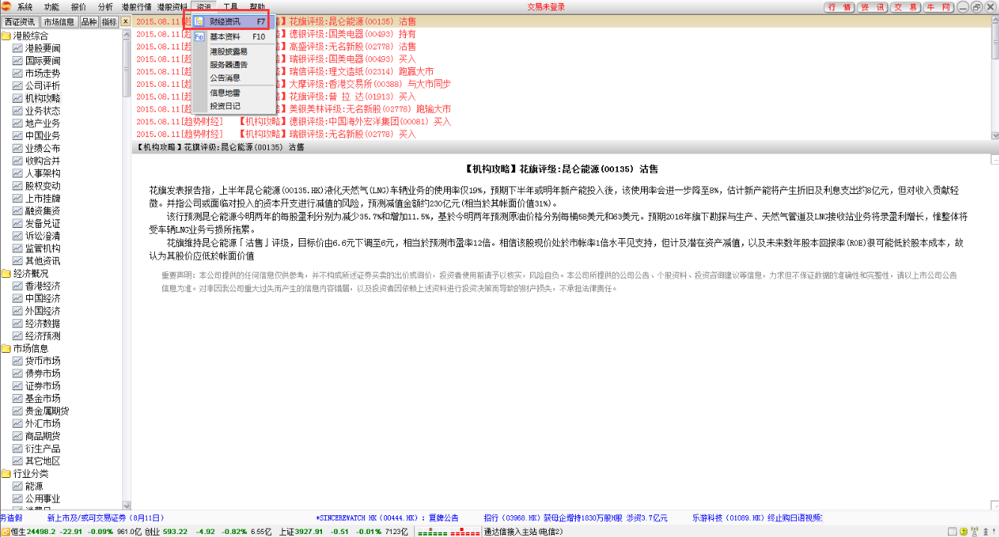 系统 功能 报价 分析 港股行情 港股资料 资讯 工具 帮助 交易未登录 行 情 资 讯 交 易 牛 网
西证资讯 市场信息 品种 指标 ×
港股综合
港股要闻
国际要闻
市场走势
公司评析
机构攻略
业务状态
地产业务
中国业务
业绩公布
收购合并
人事架构
股权变动
上市挂牌
融资集资
发备兑证
诉讼澄清
监管机构
其他资讯
经济概况
香港经济
中国经济
外国经济
经济数据
经济预测
市场信息
货币市场
债券市场
证券市场
基金市场
贵金属期货
外汇市场
商品期货
衍生产品
其它地区
行业分类
能源
公用事业
财经资讯 F7
基本资料 F10
港股披露易
服务器通告
公告消息
信息地雷
投资日记
2015.08.11[趋 】花旗评级:昆仑能源(00135) 沽售
2015.08.11[趋 】德银评级:国美电器(00493) 持有
2015.08.11[趋 】高盛评级:无名新股(02778) 沽售
2015.08.11[趋 】瑞银评级:国美电器(00493) 买入
2015.08.11[趋 】瑞信评级:理文造纸(02314) 跑赢大市
2015.08.11[趋 】大摩评级:香港交易所(00388) 与大市同步
2015.08.11[趋 】花旗评级:普 拉 达(01913) 买入
2015.08.11[趋 】美银美林评级:无名新股(02778) 跑输大市
2015.08.11[趋势财经] 【机构攻略】德银评级:中国海外宏洋集团(00081) 买入
2015.08.11[趋势财经] 【机构攻略】瑞银评级:无名新股(02778) 买入
【机构攻略】花旗评级:昆仑能源(00135) 沽售
【机构攻略】花旗评级:昆仑能源(00135) 沽售
花旗发表报告指，上半年昆仑能源(00135.HK)液化天然气(LNG)车辆业务的使用率仅19%，预期下半年或明年新产能投入後，该使用率会进一步降至8%，估计新产能将产生折旧及利息支出约8亿元，但对收入贡献轻
微。并指公司或面临对投入的资本开支进行减值的风险，预测减值金额约230亿元(相当於其帐面价值31%)。
该行预测昆仑能源今明两年的每股盈利分别为减少35.7%和增加11.5%，基於今明两年预测原油价格分别每桶58美元和63美元。预期2016年旗下勘探与生产、天然气管道及LNG接收站业务将录盈利增长，惟整体将
受车辆LNG业务亏损所拖累。
花旗维持昆仑能源「沽售」评级，目标价由6.6元下调至6元，相当於预测市盈率12倍。相信该股现价处於市帐率1倍水平见支持，但计及潜在资产减值，以及未来数年股本回报率(ROE)很可能低於股本成本，故
认为其股价应低於帐面价值
重要声明：本公司提供的任何信息仅供参考，并不构成所述证券买卖的出价或询价，投资者使用前请予以核实，风险自负。本公司所提供的公司公告、个股资料、投资咨询建议等信息，力求但不保证数据的准确性和完整性，请以上市公司公告
信息为准。对非因我公司重大过失而产生的信息内容错漏，以及投资者因依赖上述资料进行投资决策而导致的财产损失，不承担法律责任。
务造假 新上市及/或可交易证券 (8月11日) *SINCEREWATCH HK (00444.HK) : 复牌公告 招行 (03968.HK) 获母企增持1830万股H股 涉资3.7亿元 乐游科技 (01089.HK) 终止购日语视频
恒生 24498.2 -22.91 -0.09% 961.0亿 创业 593.22 -4.92 -0.82% 6.55亿 上证 3927.91 -0.51 -0.01% 7123亿 通达信接入主站(电信2)